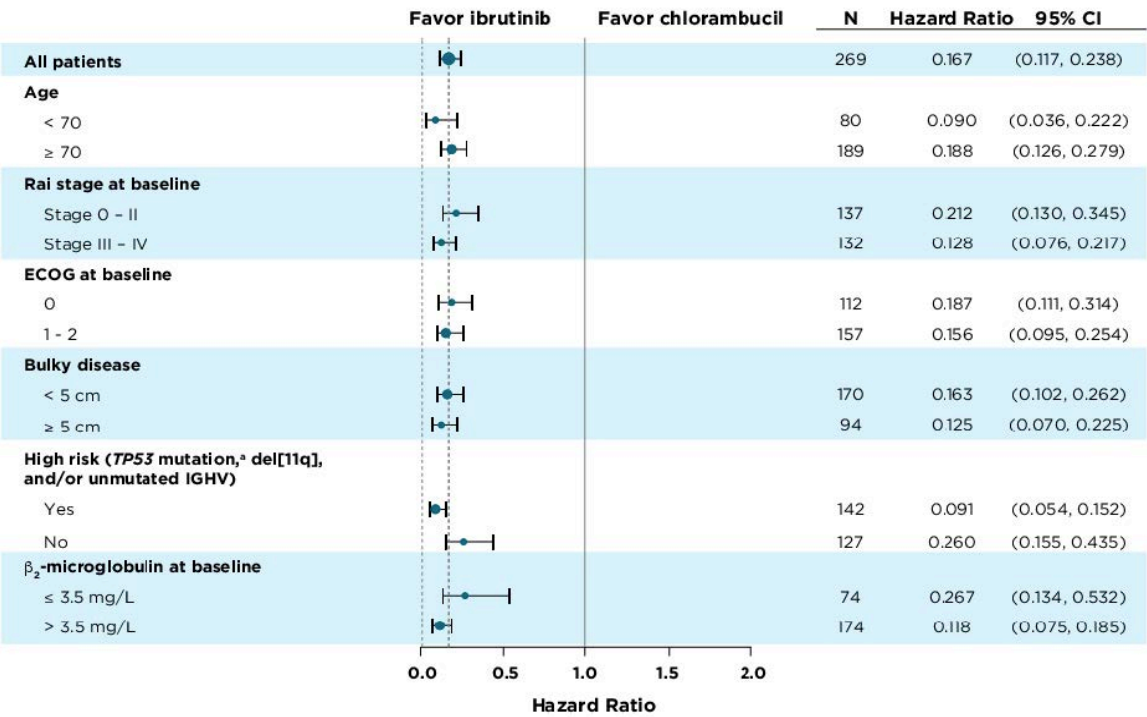 Favor ibrutinib Favor chlorambucil N Hazard Ratio 95% CI
All patients 269 0.167 (0.117, 0.238)
Age
< 70 80 0.090 (0.036, 0.222)
≥ 70 189 0.188 (0.126, 0.279)
Rai stage at baseline
Stage 0 – II 137 0.212 (0.130, 0.345)
Stage III – IV 132 0.128 (0.076, 0.217)
ECOG at baseline
0 112 0.187 (0.111, 0.314)
1 - 2 157 0.156 (0.095, 0.254)
Bulky disease
< 5 cm 170 0.163 (0.102, 0.262)
≥ 5 cm 94 0.125 (0.070, 0.225)
High risk (TP53 mutation,ᵃ del[11q],
and/or unmutated IGHV)
Yes 142 0.091 (0.054, 0.152)
No 127 0.260 (0.155, 0.435)
β₂-microglobulin at baseline
≤ 3.5 mg/L 74 0.267 (0.134, 0.532)
> 3.5 mg/L 174 0.118 (0.075, 0.185)
0.0 0.5 1.0 1.5 2.0
Hazard Ratio